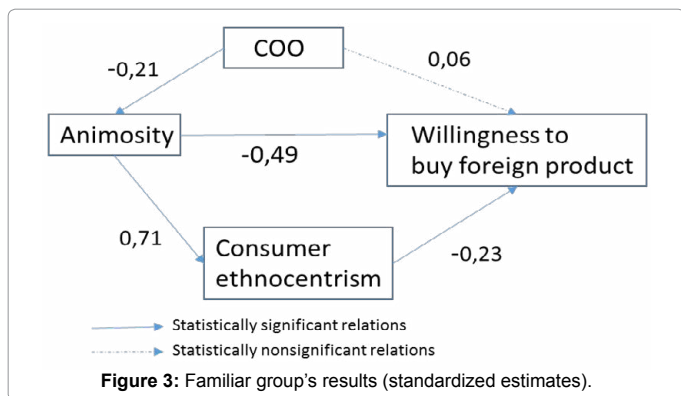 COO
-0,21
0,06
Animosity
Willingness to
buy foreign product
-0,49
0,71
Consumer
ethnocentrism
-0,23
Statistically significant relations
Statistically nonsignificant relations
Figure 3: Familiar group's results (standardized estimates).